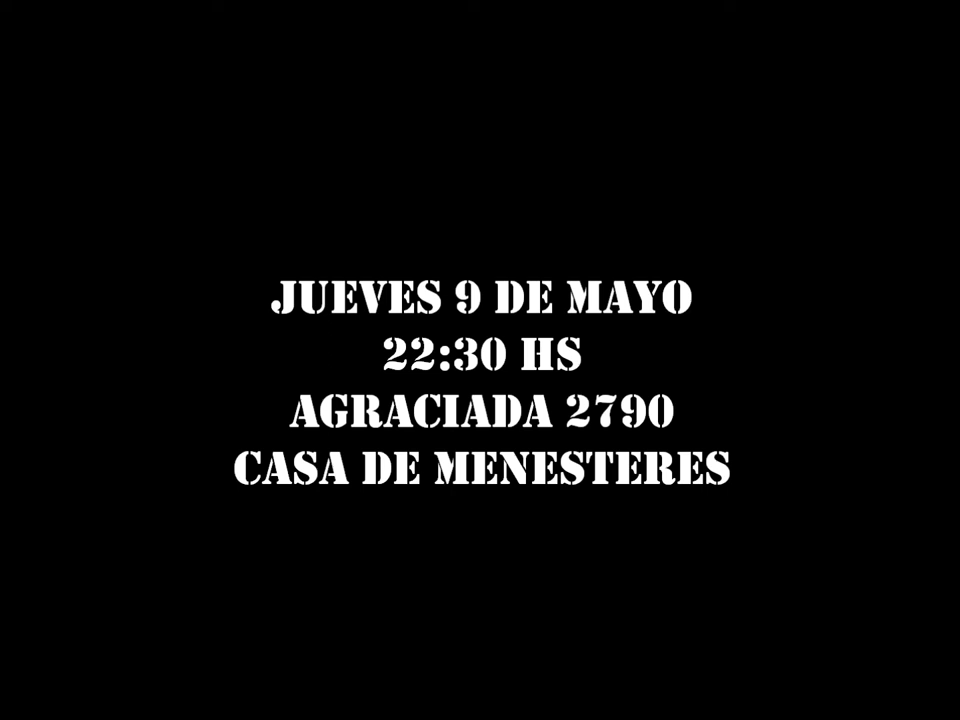 JUEVES 9 DE MAYO
22:30 HS
AGRACIADA 2790
CASA DE MENESTERES